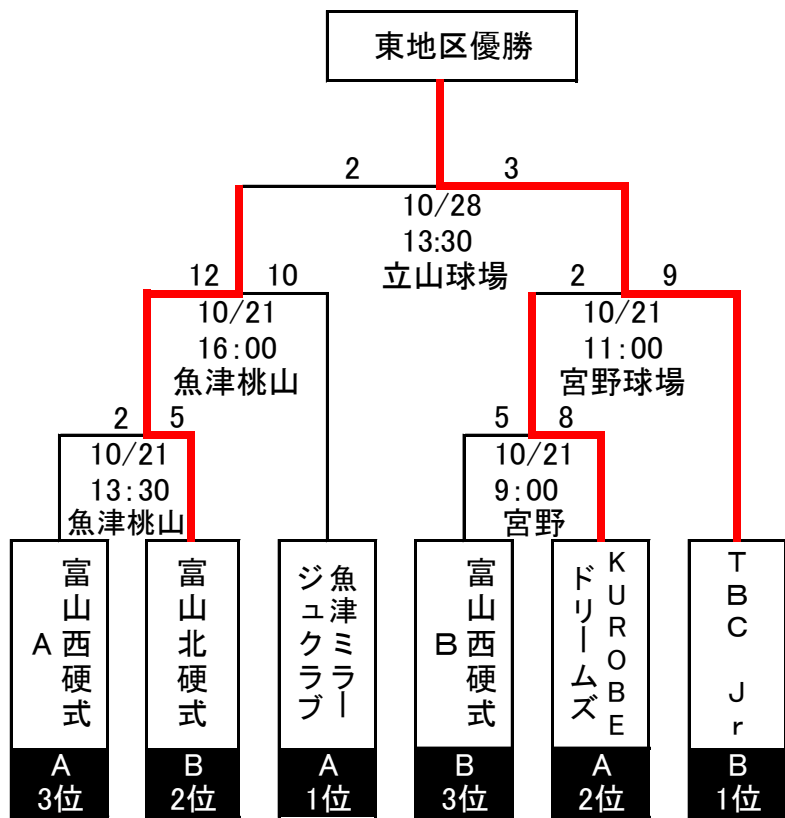 東地区優勝
2 3
10/28
13:30
立山球場
12 10
10/21
16:00
魚津桃山
2 9
10/21
11:00
宮野球場
2 5
10/21
13:30
魚津桃山
5 8
10/21
9:00
宮野
富山西硬式
A
富山北硬式
魚津ミラー
ジュクラブ
富山西硬式
B
KUROBE
ドリームズ
TBC Jr
A
3位
B
2位
A
1位
B
3位
A
2位
B
1位